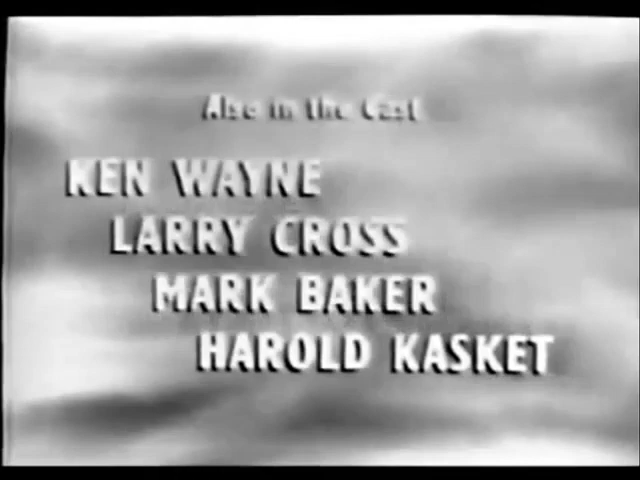 Also in the Cast
KEN WAYNE
LARRY CROSS
MARK BAKER
HAROLD KASKET